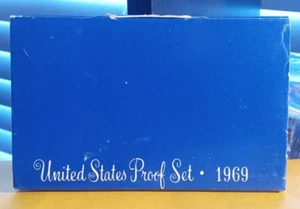 United States Proof Set • 1969